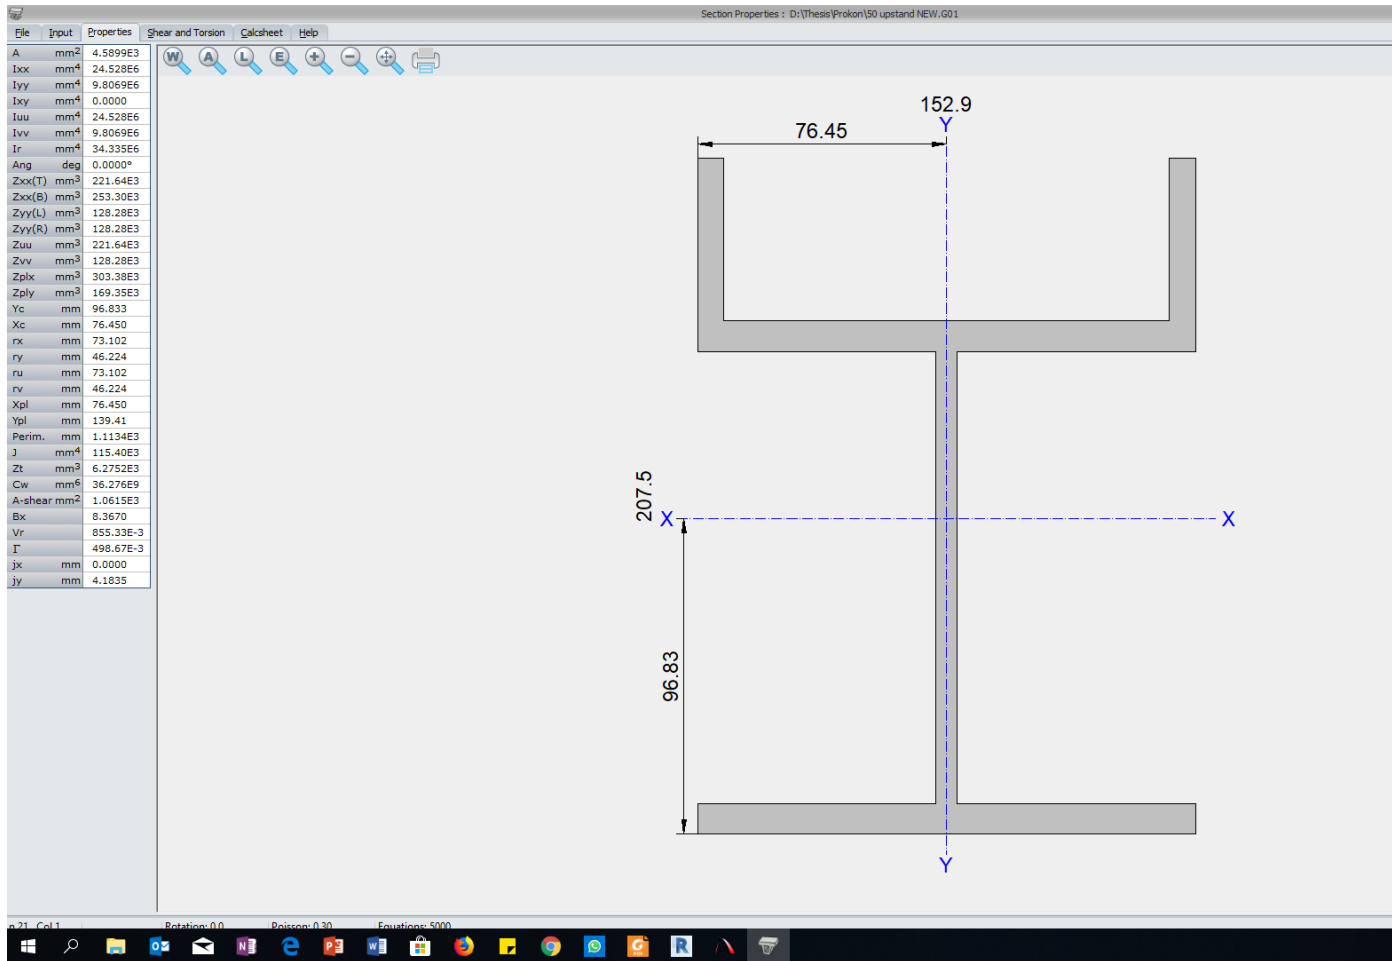 Section Properties : D:\Thesis\Prokon\50 upstand NEW.G01
File Input Properties Shear and Torsion Calcsheet Help
A mm2 4.5899E3
Ixx mm4 24.528E6
Iyy mm4 9.8069E6
Ixy mm4 0.0000
Iuu mm4 24.528E6
Ivv mm4 9.8069E6
Ir mm4 34.335E6
Ang deg 0.0000°
Zxx(T) mm3 221.64E3
Zxx(B) mm3 253.30E3
Zyy(L) mm3 128.28E3
Zyy(R) mm3 128.28E3
Zuu mm3 221.64E3
Zvv mm3 128.28E3
Zplx mm3 303.38E3
Zply mm3 169.35E3
Yc mm 96.833
Xc mm 76.450
rx mm 73.102
ry mm 46.224
ru mm 73.102
rv mm 46.224
Xpl mm 76.450
Ypl mm 139.41
Perim. mm 1.1134E3
J mm4 115.40E3
Zt mm3 6.2752E3
Cw mm6 36.276E9
A-shear mm2 1.0615E3
Bx 8.3670
Vr 855.33E-3
Γ 498.67E-3
jx mm 0.0000
jy mm 4.1835
W A L E
152.9
76.45
Y
207.5
X X
96.83
Y
n 21 Col 1 Rotation: 0.0 Poisson: 0.30 Equations: 5000